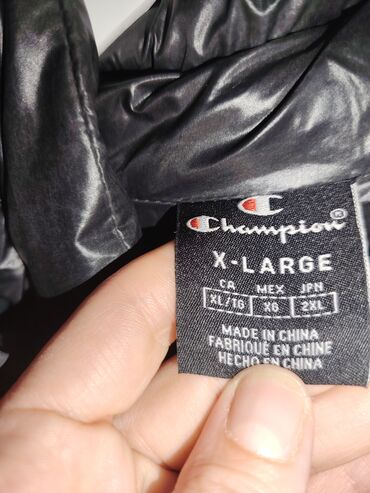 Champion®
X-LARGE
CA MEX JPN
XL/TG XG 2XL
MADE IN CHINA
FABRIQUÉ EN CHINE
HECHO EN CHINA